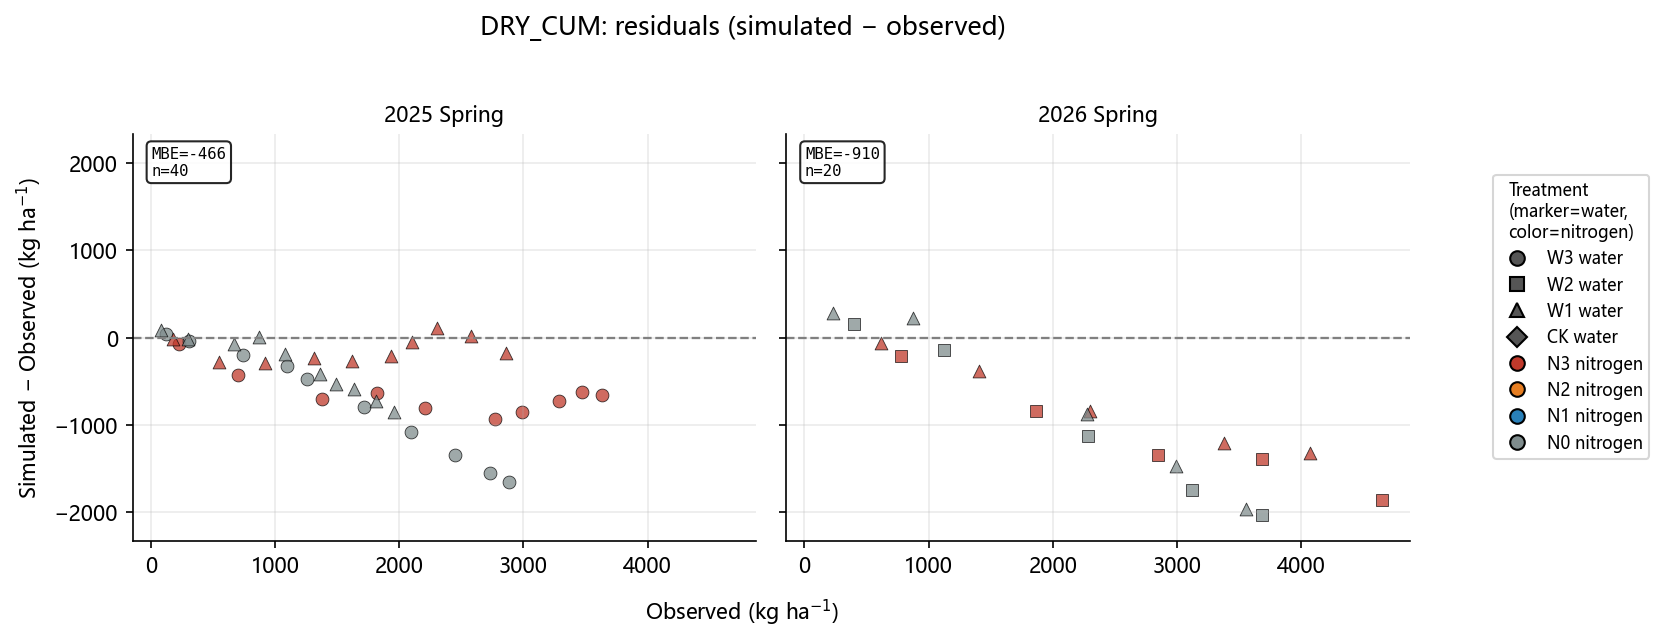 DRY_CUM: residuals (simulated − observed)
2025 Spring
2026 Spring
MBE=-466
n=40
MBE=-910
n=20
Simulated − Observed (kg ha⁻¹)
2000
1000
0
−1000
−2000
0 1000 2000 3000 4000
0 1000 2000 3000 4000
Observed (kg ha⁻¹)
Treatment
(marker=water,
color=nitrogen)
W3 water
W2 water
W1 water
CK water
N3 nitrogen
N2 nitrogen
N1 nitrogen
N0 nitrogen